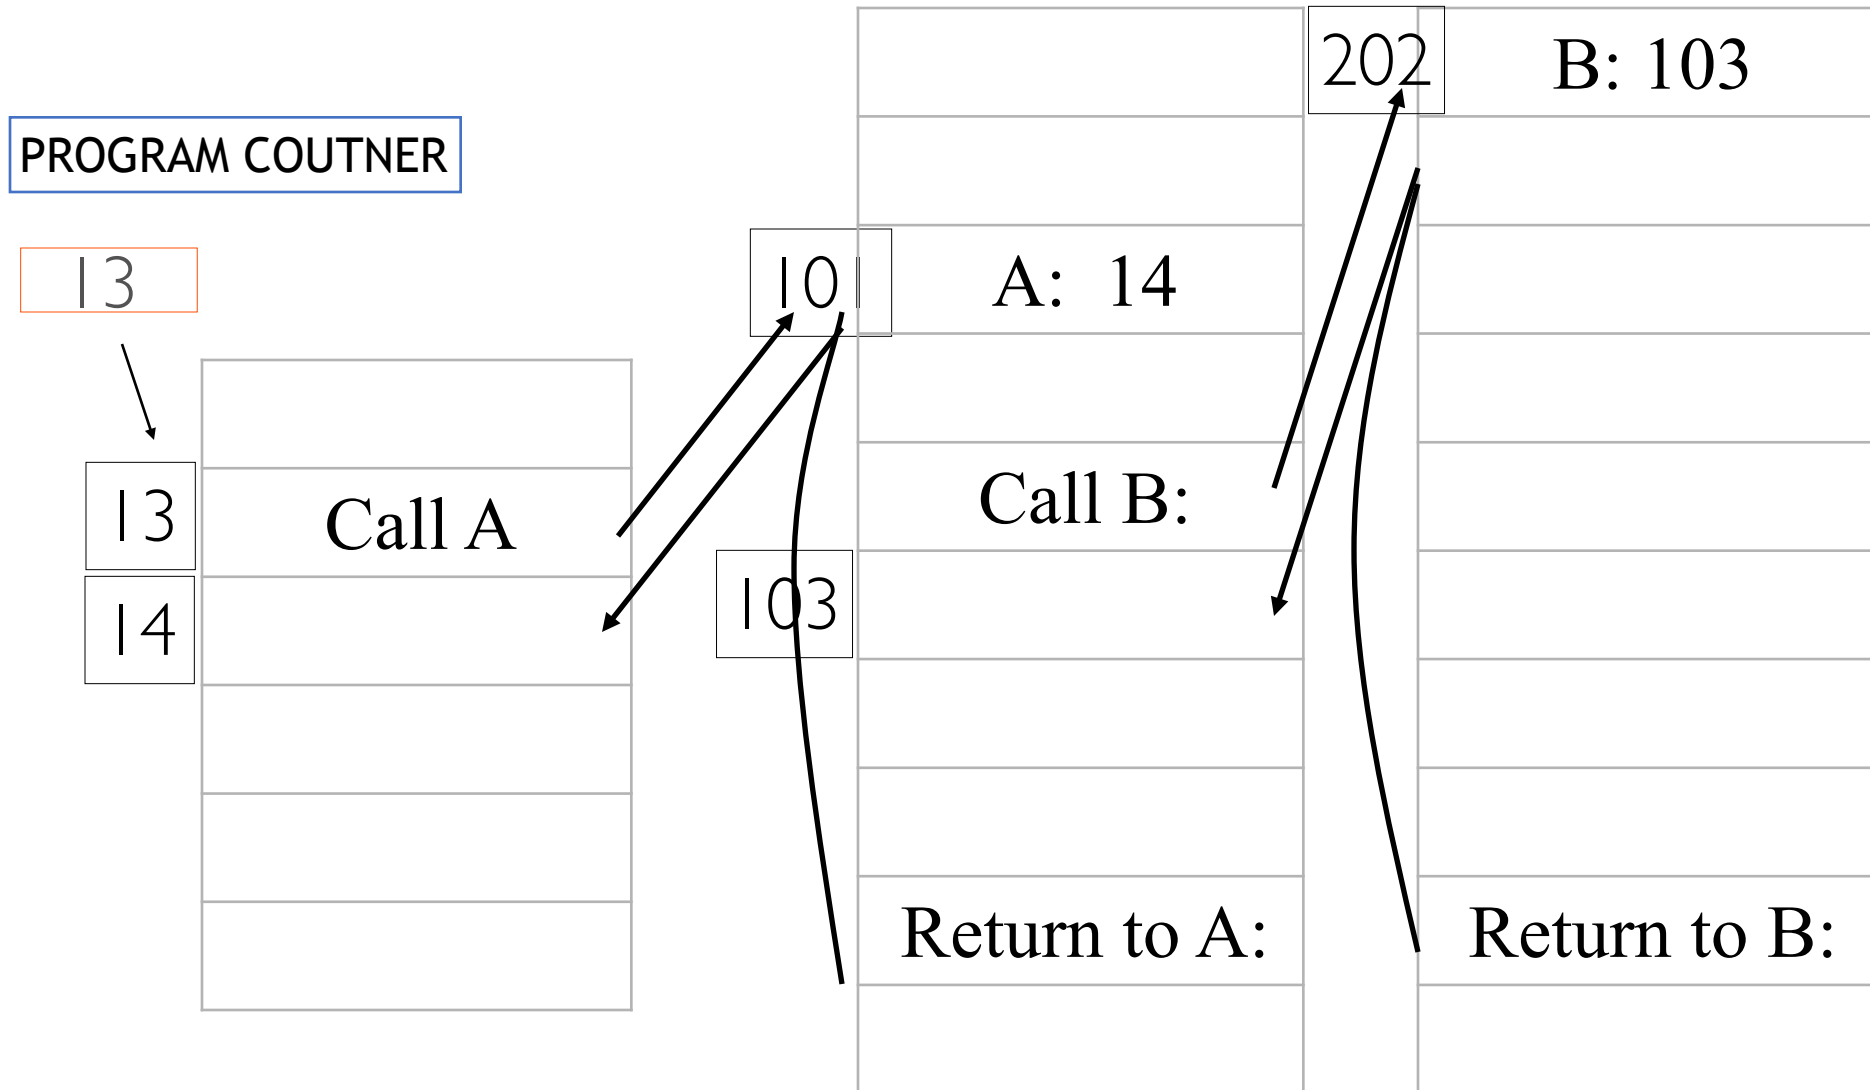 202
B: 103
PROGRAM COUTNER
13
101
A: 14
13
Call A
Call B:
14
103
Return to A:
Return to B: